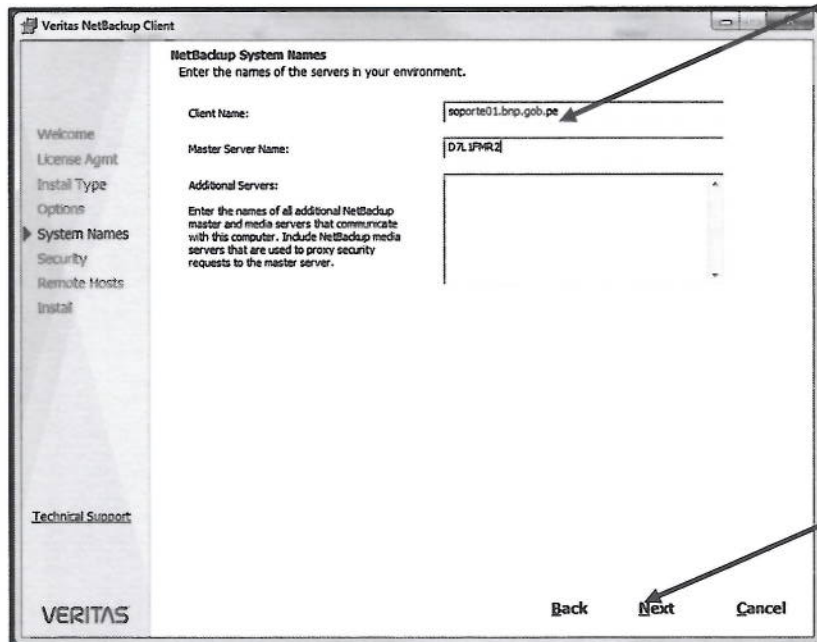 Veritas NetBackup Client
NetBackup System Names
Enter the names of the servers in your environment.
Client Name:
soporte01.bnp.gob.pe
Master Server Name:
D7L1FMR2
Additional Servers:
Enter the names of all additional NetBackup
master and media servers that communicate
with this computer. Include NetBackup media
servers that are used to proxy security
requests to the master server.
Welcome
License Agmt
Install Type
Options
System Names
Security
Remote Hosts
Install
Technical Support
VERITAS
Back
Next
Cancel